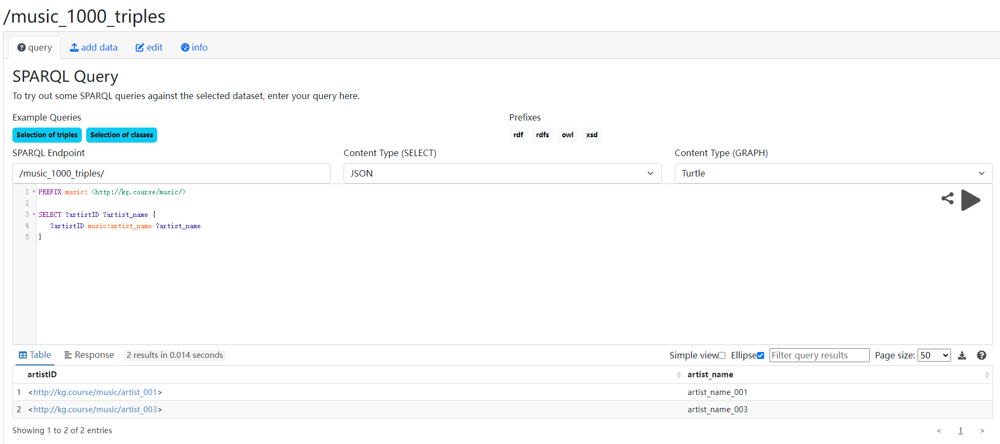 /music_1000_triples
query add data edit info
SPARQL Query
To try out some SPARQL queries against the selected dataset, enter your query here.
Example Queries Prefixes
Selection of triples Selection of classes rdf rdfs owl xsd
SPARQL Endpoint Content Type (SELECT) Content Type (GRAPH)
/music_1000_triples/ JSON Turtle
1 PREFIX music: <http://kg.course/music/>
2
3 SELECT ?artistID ?artist_name {
4 ?artistID music:artist_name ?artist_name
5 }
Table Response 2 results in 0.014 seconds Simple view Ellipse Filter query results Page size: 50
artistID artist_name
1 <http://kg.course/music/artist_001> artist_name_001
2 <http://kg.course/music/artist_003> artist_name_003
Showing 1 to 2 of 2 entries < 1 >